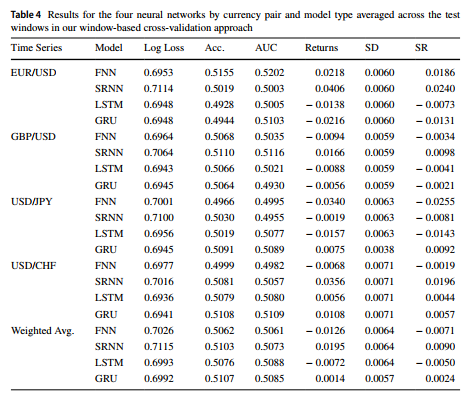 Table 4 Results for the four neural networks by currency pair and model type averaged across the test
windows in our window-based cross-validation approach
Time Series Model Log Loss Acc. AUC Returns SD SR
EUR/USD FNN 0.6953 0.5155 0.5202 0.0218 0.0060 0.0186
SRNN 0.7114 0.5019 0.5003 0.0406 0.0060 0.0240
LSTM 0.6948 0.4928 0.5005 − 0.0138 0.0060 − 0.0073
GRU 0.6948 0.4944 0.5103 − 0.0216 0.0060 − 0.0131
GBP/USD FNN 0.6964 0.5068 0.5035 − 0.0094 0.0059 − 0.0034
SRNN 0.7064 0.5110 0.5116 0.0166 0.0059 0.0098
LSTM 0.6943 0.5066 0.5021 − 0.0088 0.0059 − 0.0041
GRU 0.6945 0.5064 0.4930 − 0.0056 0.0059 − 0.0021
USD/JPY FNN 0.7001 0.4966 0.4995 − 0.0340 0.0063 − 0.0255
SRNN 0.7100 0.5030 0.4955 − 0.0019 0.0063 − 0.0081
LSTM 0.6956 0.5019 0.5077 − 0.0157 0.0063 − 0.0143
GRU 0.6945 0.5091 0.5089 0.0075 0.0038 0.0092
USD/CHF FNN 0.6977 0.4999 0.4982 − 0.0068 0.0071 − 0.0019
SRNN 0.7016 0.5081 0.5057 0.0356 0.0071 0.0196
LSTM 0.6936 0.5079 0.5080 0.0056 0.0071 0.0044
GRU 0.6941 0.5108 0.5109 0.0108 0.0071 0.0057
Weighted Avg. FNN 0.7026 0.5062 0.5061 − 0.0126 0.0064 − 0.0071
SRNN 0.7115 0.5103 0.5073 0.0195 0.0064 0.0090
LSTM 0.6993 0.5076 0.5088 − 0.0072 0.0064 − 0.0050
GRU 0.6992 0.5107 0.5085 0.0014 0.0057 0.0024